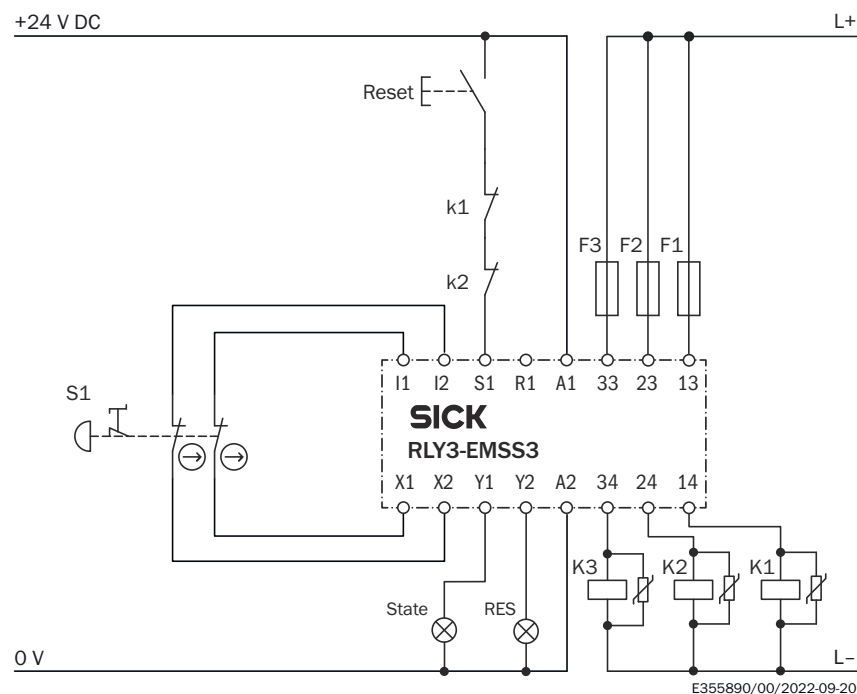 +24 V DC
L+
Reset
k1
F3 F2 F1
k2
I1 I2 S1 R1 A1 33 23 13
S1
SICK
RLY3-EMSS3
X1 X2 Y1 Y2 A2 34 24 14
K3 K2 K1
State RES
0 V
L–
E355890/00/2022-09-20